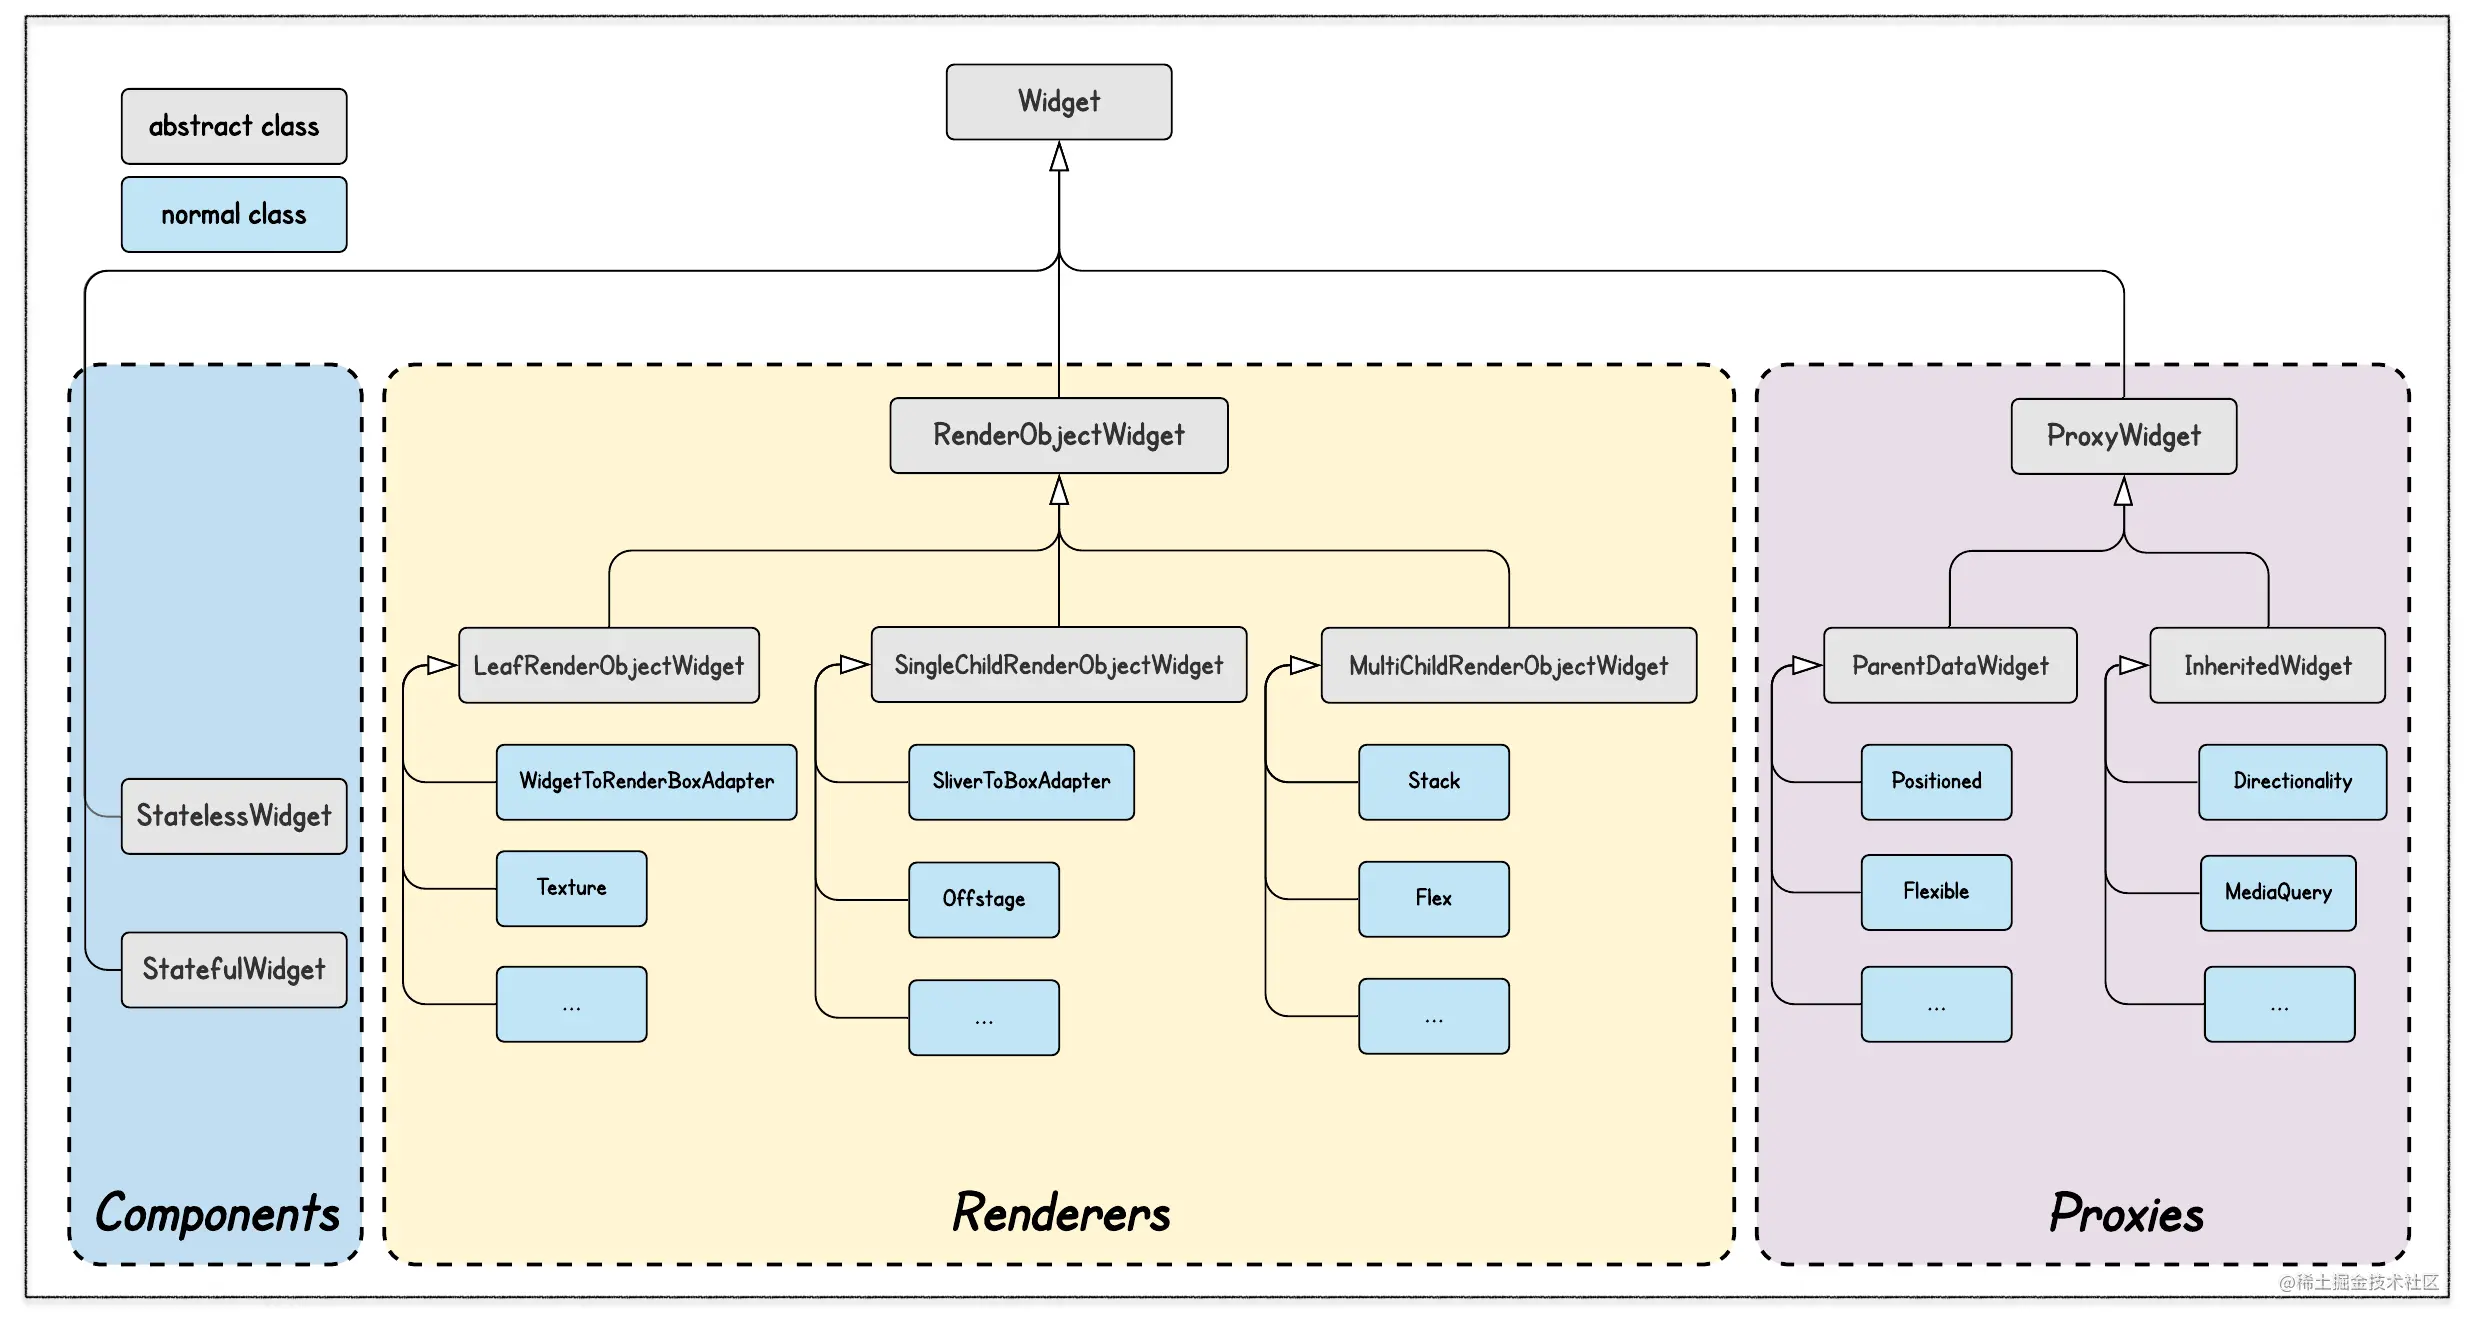 Widget
abstract class
normal class
RenderObjectWidget
ProxyWidget
LeafRenderObjectWidget
SingleChildRenderObjectWidget
MultiChildRenderObjectWidget
ParentDataWidget
InheritedWidget
WidgetToRenderBoxAdapter
SliverToBoxAdapter
Stack
Positioned
Directionality
StatelessWidget
Texture
Offstage
Flex
Flexible
MediaQuery
StatefulWidget
...
...
...
...
...
Components
Renderers
Proxies
@稀土掘金技术社区